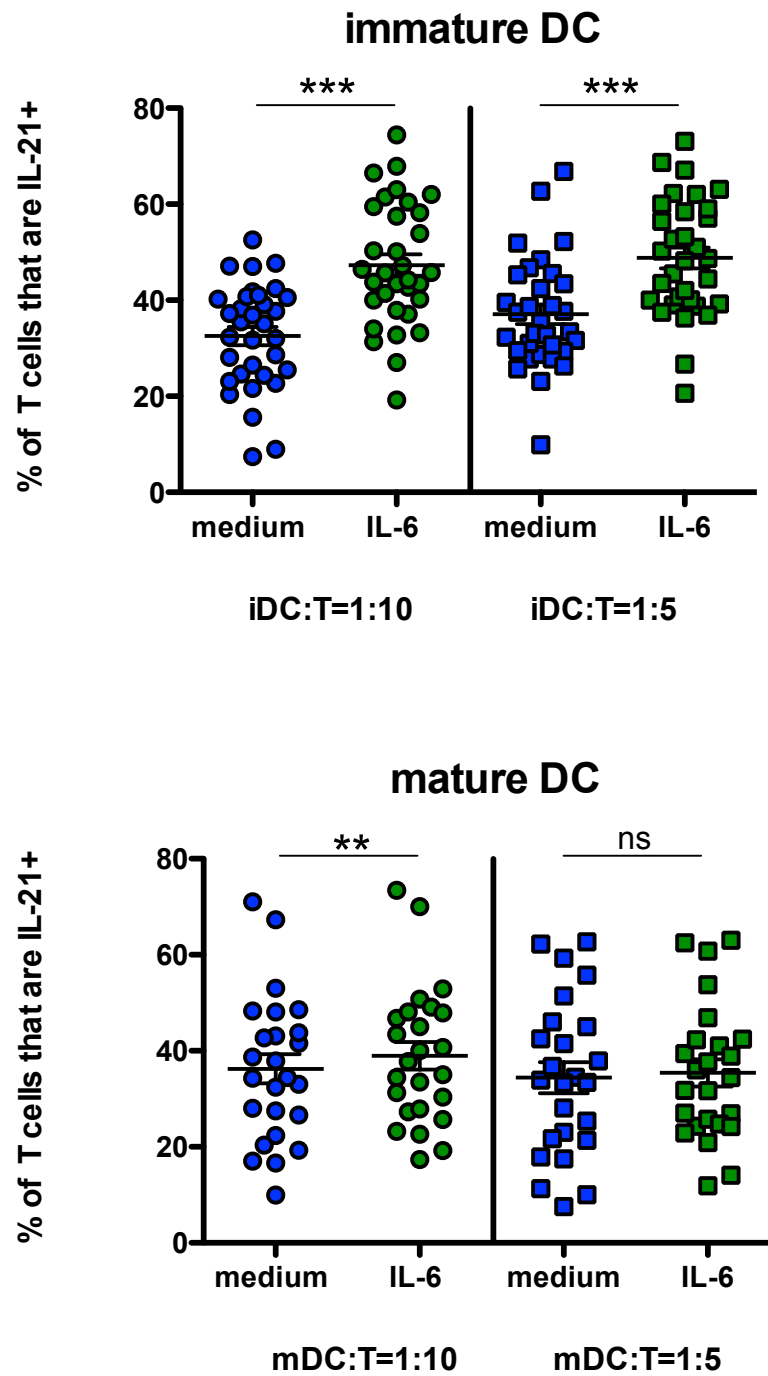 immature DC
*** ***
% of T cells that are IL-21+
80
60
40
20
0
medium IL-6 medium IL-6
iDC:T=1:10 iDC:T=1:5
mature DC
** ns
% of T cells that are IL-21+
80
60
40
20
0
medium IL-6 medium IL-6
mDC:T=1:10 mDC:T=1:5